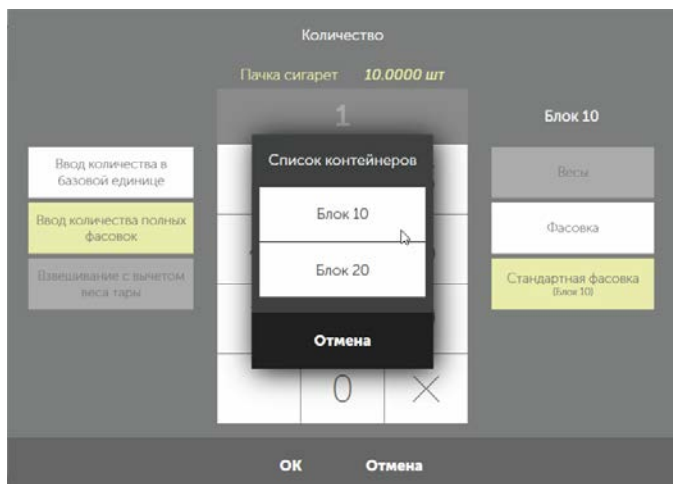 Количество
Пачка сигарет 10.0000 шт
1
Блок 10
Список контейнеров
Ввод количества в
базовой единице
Весы
Блок 10
Ввод количества полных
фасовок
Фасовка
Блок 20
Взвешивание с вычетом
веса тары
Стандартная фасовка
(Блок 10)
Отмена
0 ×
ОК Отмена